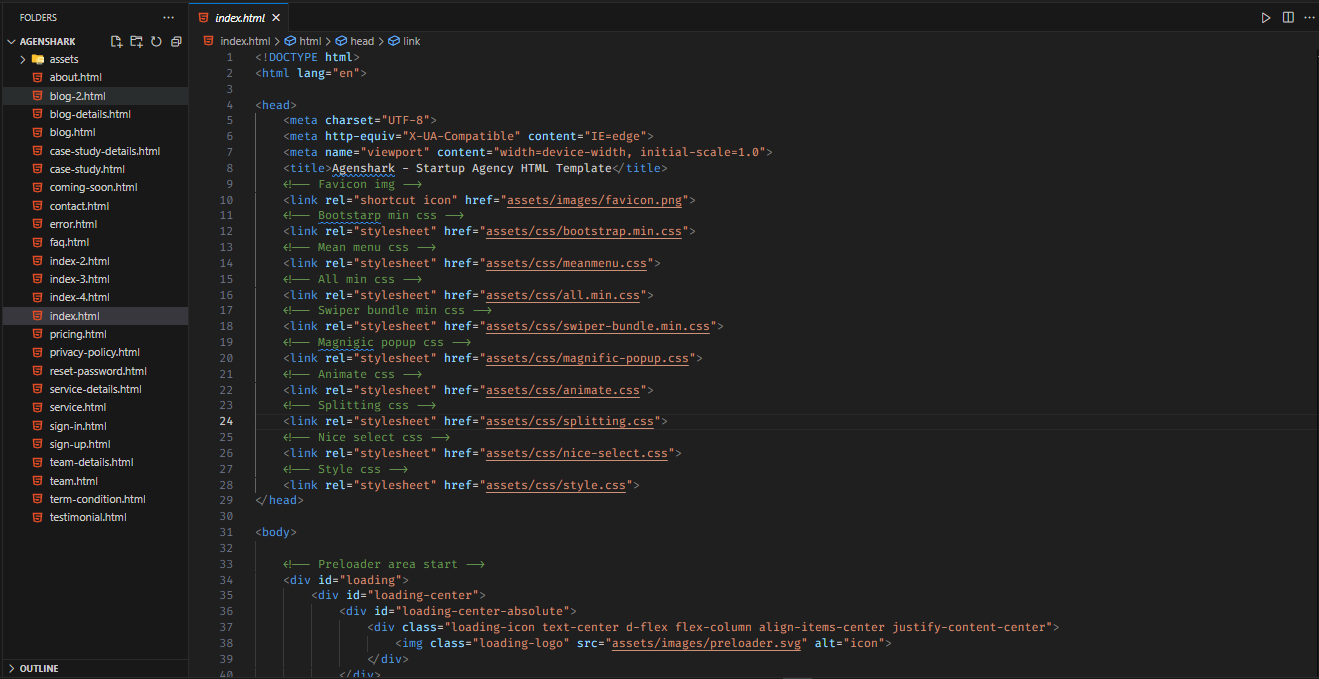 FOLDERS
AGENSHARK
assets
about.html
blog-2.html
blog-details.html
blog.html
case-study-details.html
case-study.html
coming-soon.html
contact.html
error.html
faq.html
index-2.html
index-3.html
index-4.html
index.html
pricing.html
privacy-policy.html
reset-password.html
service-details.html
service.html
sign-in.html
sign-up.html
team-details.html
team.html
term-condition.html
testimonial.html
OUTLINE
index.html
index.html > html > head > link
1 <!DOCTYPE html>
2 <html lang="en">
3
4 <head>
5 <meta charset="UTF-8">
6 <meta http-equiv="X-UA-Compatible" content="IE=edge">
7 <meta name="viewport" content="width=device-width, initial-scale=1.0">
8 <title>Agenshark - Startup Agency HTML Template</title>
9 <!-- Favicon img -->
10 <link rel="shortcut icon" href="assets/images/favicon.png">
11 <!-- Bootstarp min css -->
12 <link rel="stylesheet" href="assets/css/bootstrap.min.css">
13 <!-- Mean menu css -->
14 <link rel="stylesheet" href="assets/css/meanmenu.css">
15 <!-- All min css -->
16 <link rel="stylesheet" href="assets/css/all.min.css">
17 <!-- Swiper bundle min css -->
18 <link rel="stylesheet" href="assets/css/swiper-bundle.min.css">
19 <!-- Magnigic popup css -->
20 <link rel="stylesheet" href="assets/css/magnific-popup.css">
21 <!-- Animate css -->
22 <link rel="stylesheet" href="assets/css/animate.css">
23 <!-- Splitting css -->
24 <link rel="stylesheet" href="assets/css/splitting.css">
25 <!-- Nice select css -->
26 <link rel="stylesheet" href="assets/css/nice-select.css">
27 <!-- Style css -->
28 <link rel="stylesheet" href="assets/css/style.css">
29 </head>
30
31 <body>
32
33 <!-- Preloader area start -->
34 <div id="loading">
35 <div id="loading-center">
36 <div id="loading-center-absolute">
37 <div class="loading-icon text-center d-flex flex-column align-items-center justify-content-center">
38 <img class="loading-logo" src="assets/images/preloader.svg" alt="icon">
39 </div>
40 </div>